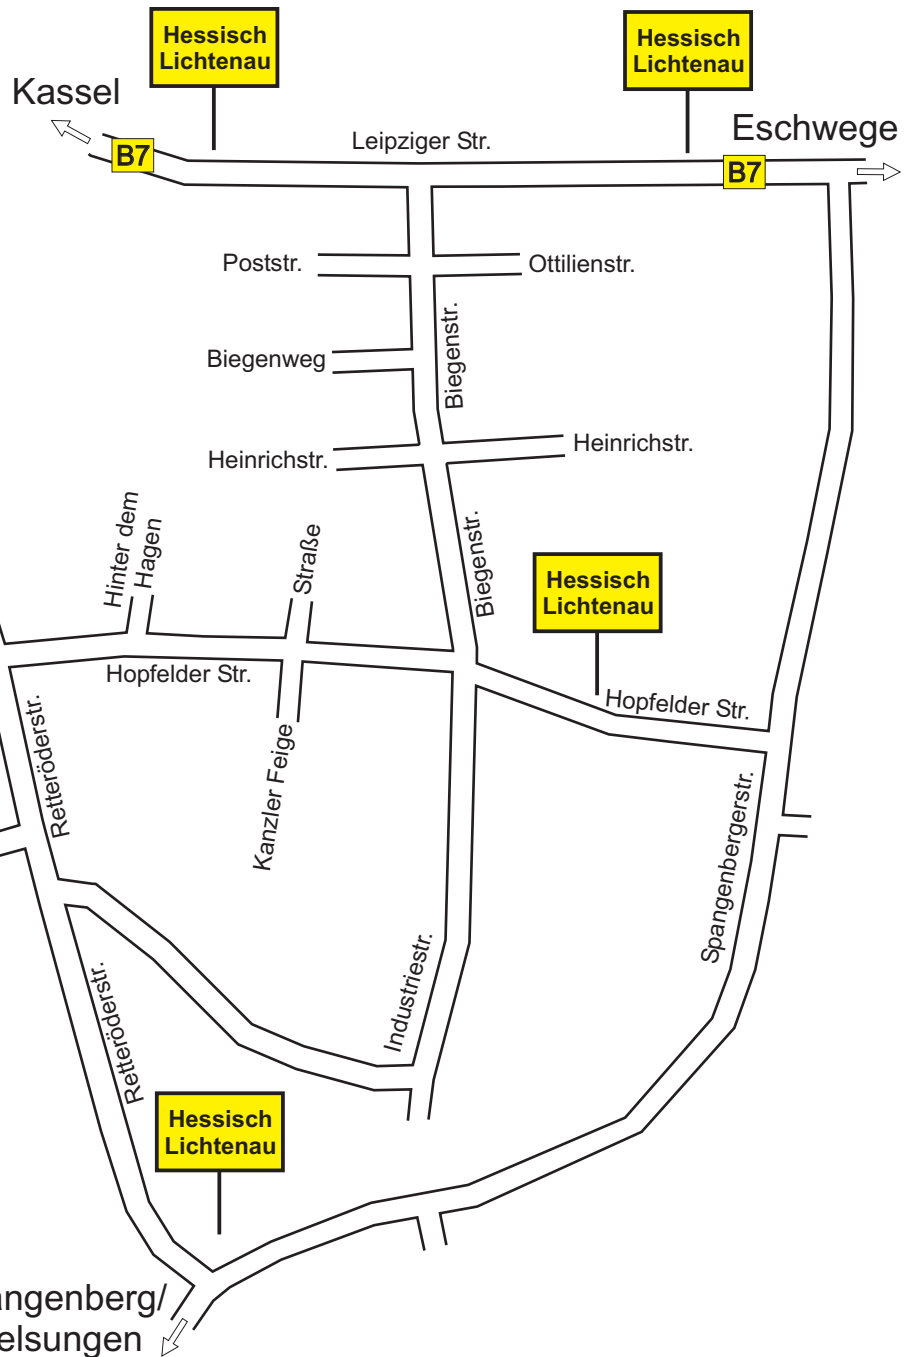 Hessisch
Lichtenau
Hessisch
Lichtenau
Kassel
Eschwege
Leipziger Str.
B7
B7
Poststr.
Ottilienstr.
Biegenstr.
Biegenweg
Heinrichstr.
Heinrichstr.
Hinter dem
Hagen
Straße
Biegenstr.
Hessisch
Lichtenau
Hopfelder Str.
Hopfelder Str.
Retteröderstr.
Kanzler Feige
Spangenbergerstr.
Industriestr.
Retteröderstr.
Hessisch
Lichtenau
angenberg/
elsungen